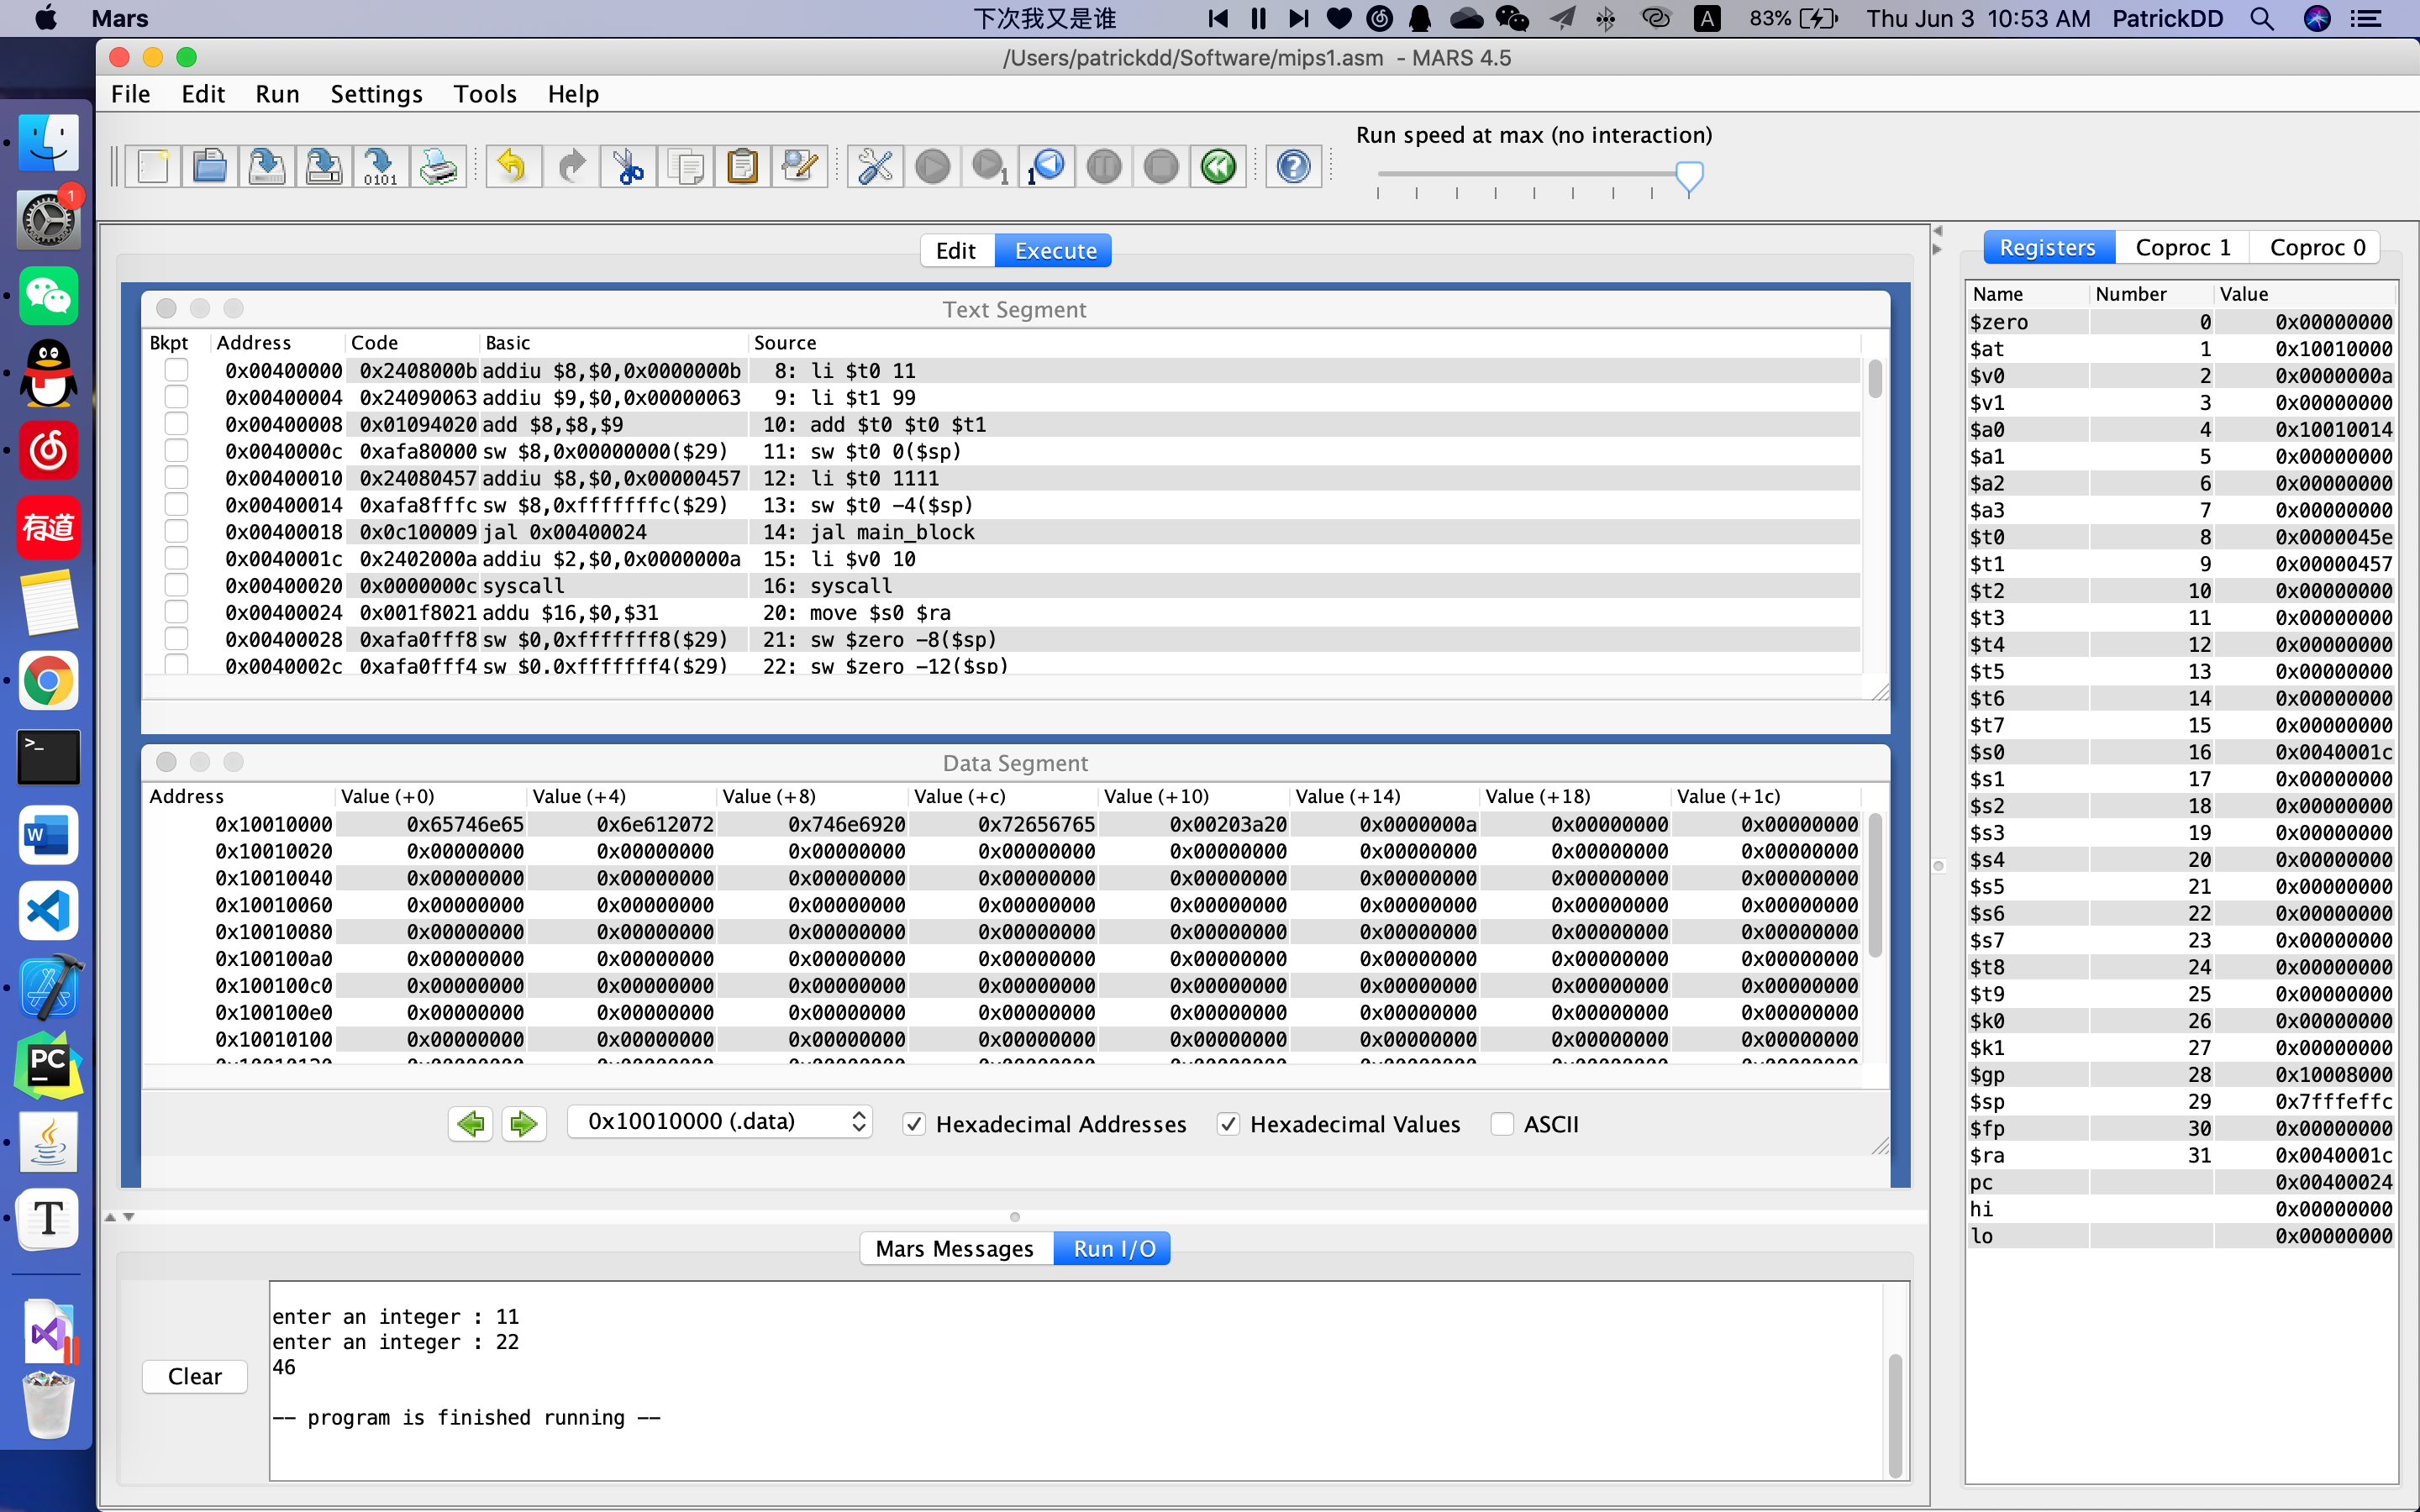 Mars 下次我又是谁 A 83% Thu Jun 3 10:53 AM PatrickDD
/Users/patrickdd/Software/mips1.asm - MARS 4.5
File Edit Run Settings Tools Help
Run speed at max (no interaction)
0101 1 1
1
Edit Execute
Registers Coproc 1 Coproc 0
Text Segment
Bkpt Address Code Basic Source
0x00400000 0x2408000b addiu $8,$0,0x0000000b 8: li $t0 11
0x00400004 0x24090063 addiu $9,$0,0x00000063 9: li $t1 99
0x00400008 0x01094020 add $8,$8,$9 10: add $t0 $t0 $t1
0x0040000c 0xafa80000 sw $8,0x00000000($29) 11: sw $t0 0($sp)
0x00400010 0x24080457 addiu $8,$0,0x00000457 12: li $t0 1111
0x00400014 0xafa8fffc sw $8,0xfffffffc($29) 13: sw $t0 -4($sp)
0x00400018 0x0c100009 jal 0x00400024 14: jal main_block
0x0040001c 0x2402000a addiu $2,$0,0x0000000a 15: li $v0 10
0x00400020 0x0000000c syscall 16: syscall
0x00400024 0x001f8021 addu $16,$0,$31 20: move $s0 $ra
0x00400028 0xafa0fff8 sw $0,0xfffffff8($29) 21: sw $zero -8($sp)
0x0040002c 0xafa0fff4 sw $0,0xfffffff4($29) 22: sw $zero -12($sp)
Data Segment
Address Value (+0) Value (+4) Value (+8) Value (+c) Value (+10) Value (+14) Value (+18) Value (+1c)
0x10010000 0x65746e65 0x6e612072 0x746e6920 0x72656765 0x00203a20 0x0000000a 0x00000000 0x00000000
0x10010020 0x00000000 0x00000000 0x00000000 0x00000000 0x00000000 0x00000000 0x00000000 0x00000000
0x10010040 0x00000000 0x00000000 0x00000000 0x00000000 0x00000000 0x00000000 0x00000000 0x00000000
0x10010060 0x00000000 0x00000000 0x00000000 0x00000000 0x00000000 0x00000000 0x00000000 0x00000000
0x10010080 0x00000000 0x00000000 0x00000000 0x00000000 0x00000000 0x00000000 0x00000000 0x00000000
0x100100a0 0x00000000 0x00000000 0x00000000 0x00000000 0x00000000 0x00000000 0x00000000 0x00000000
0x100100c0 0x00000000 0x00000000 0x00000000 0x00000000 0x00000000 0x00000000 0x00000000 0x00000000
0x100100e0 0x00000000 0x00000000 0x00000000 0x00000000 0x00000000 0x00000000 0x00000000 0x00000000
0x10010100 0x00000000 0x00000000 0x00000000 0x00000000 0x00000000 0x00000000 0x00000000 0x00000000
0x10010000 (.data) Hexadecimal Addresses Hexadecimal Values ASCII
Mars Messages Run I/O
Clear
enter an integer : 11
enter an integer : 22
46
-- program is finished running --
Name Number Value
$zero 0 0x00000000
$at 1 0x10010000
$v0 2 0x0000000a
$v1 3 0x00000000
$a0 4 0x10010014
$a1 5 0x00000000
$a2 6 0x00000000
$a3 7 0x00000000
$t0 8 0x0000045e
$t1 9 0x00000457
$t2 10 0x00000000
$t3 11 0x00000000
$t4 12 0x00000000
$t5 13 0x00000000
$t6 14 0x00000000
$t7 15 0x00000000
$s0 16 0x0040001c
$s1 17 0x00000000
$s2 18 0x00000000
$s3 19 0x00000000
$s4 20 0x00000000
$s5 21 0x00000000
$s6 22 0x00000000
$s7 23 0x00000000
$t8 24 0x00000000
$t9 25 0x00000000
$k0 26 0x00000000
$k1 27 0x00000000
$gp 28 0x10008000
$sp 29 0x7fffeffc
$fp 30 0x00000000
$ra 31 0x0040001c
pc 0x00400024
hi 0x00000000
lo 0x00000000
有道
>_
W
PC
T